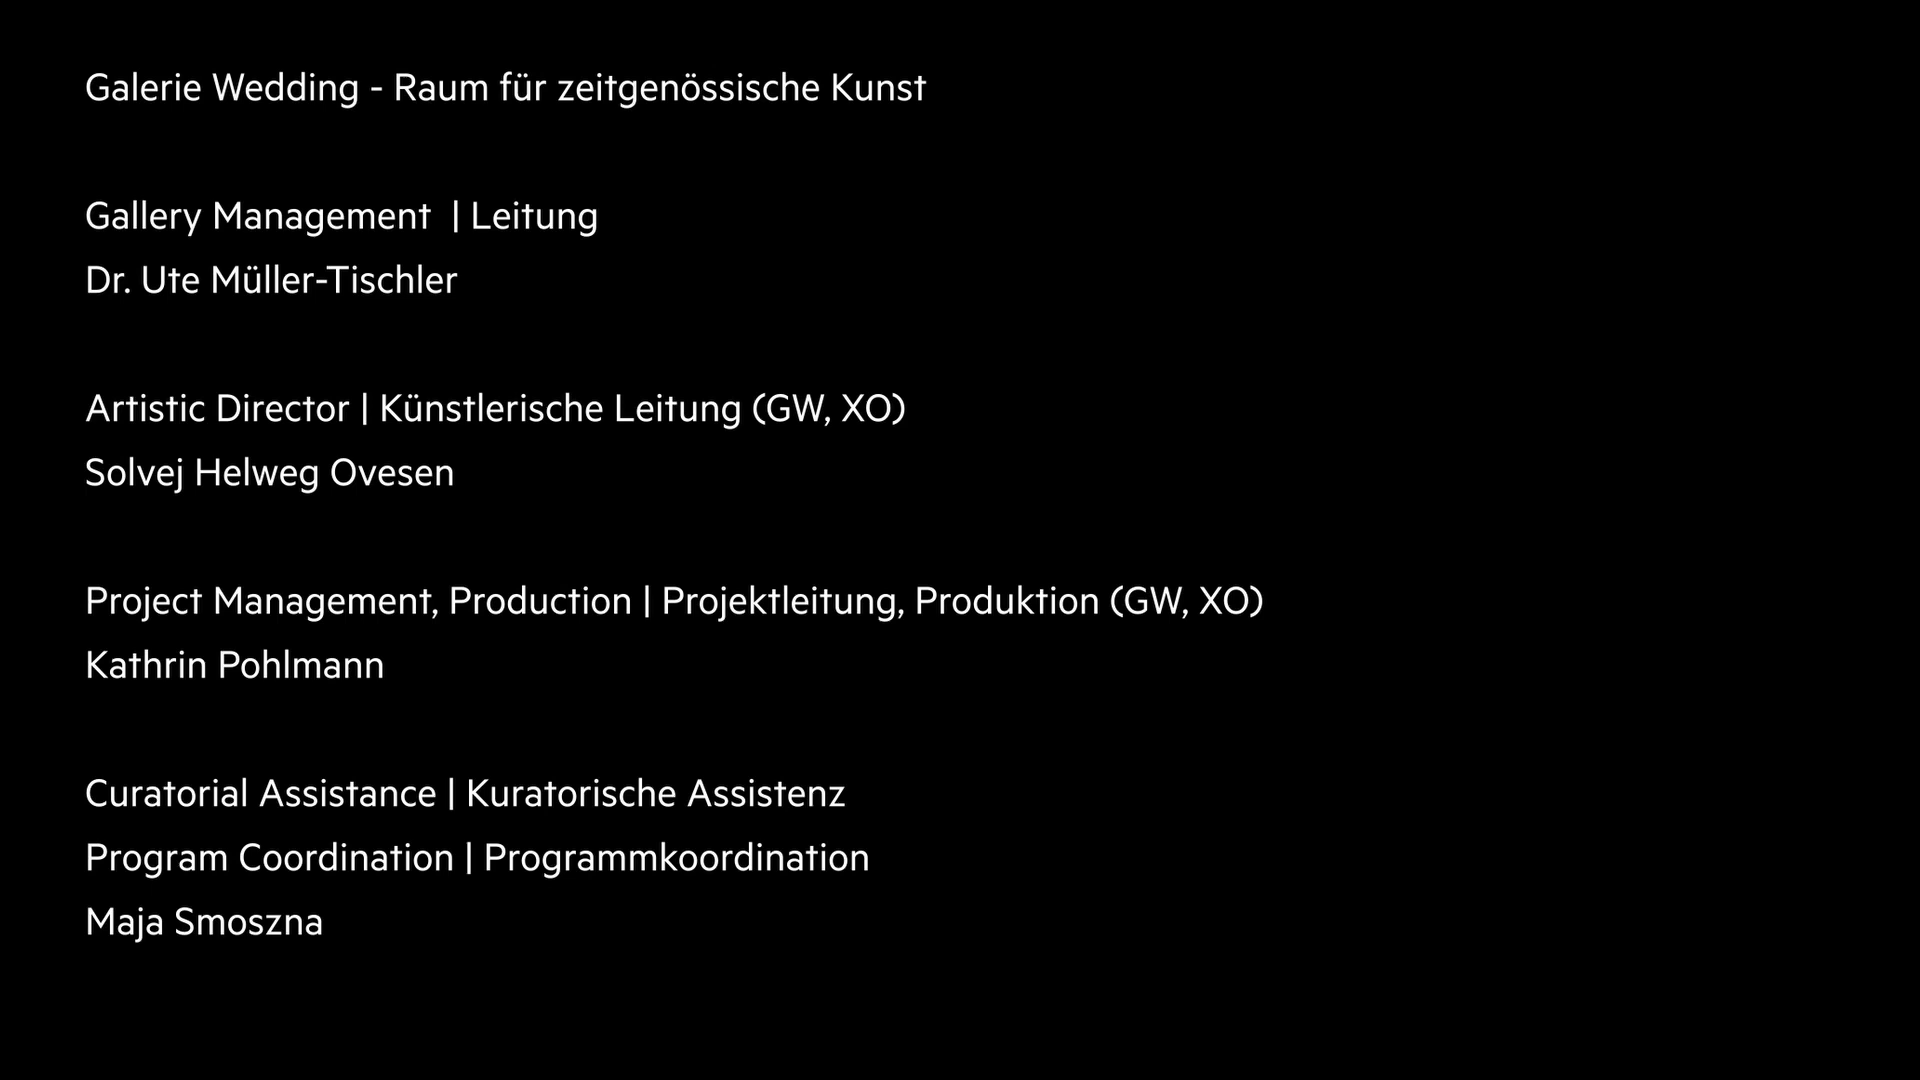 Galerie Wedding - Raum für zeitgenössische Kunst
Gallery Management  | Leitung
Dr. Ute Müller-Tischler
Artistic Director | Künstlerische Leitung (GW, XO)
Solvej Helweg Ovesen
Project Management, Production | Projektleitung, Produktion (GW, XO)
Kathrin Pohlmann
Curatorial Assistance | Kuratorische Assistenz
Program Coordination | Programmkoordination
Maja Smoszna